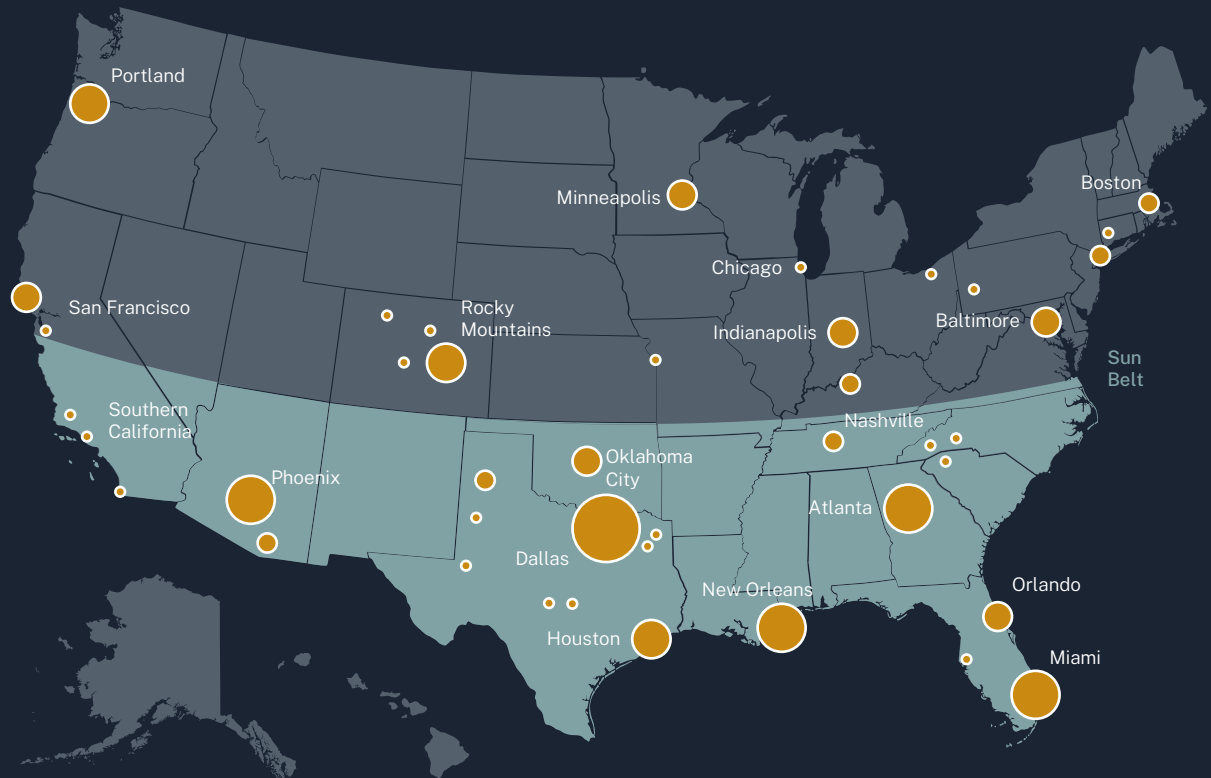 Portland
Boston
Minneapolis
Chicago
San Francisco
Rocky
Mountains
Baltimore
Indianapolis
Sun
Belt
Southern
California
Nashville
Oklahoma
City
Phoenix
Atlanta
Dallas
New Orleans
Orlando
Houston
Miami